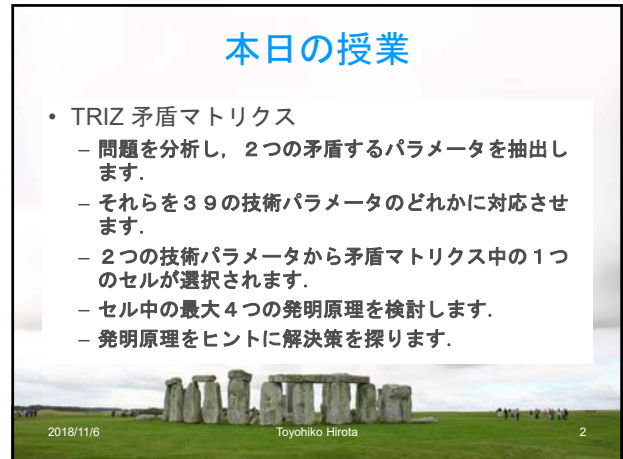 本日の授業
• TRIZ 矛盾マトリクス
– 問題を分析し，２つの矛盾するパラメータを抽出し
ます．
– それらを３９の技術パラメータのどれかに対応させ
ます．
– ２つの技術パラメータから矛盾マトリクス中の１つ
のセルが選択されます．
– セル中の最大４つの発明原理を検討します．
– 発明原理をヒントに解決策を探ります．
2018/11/6 Toyohiko Hirota 2